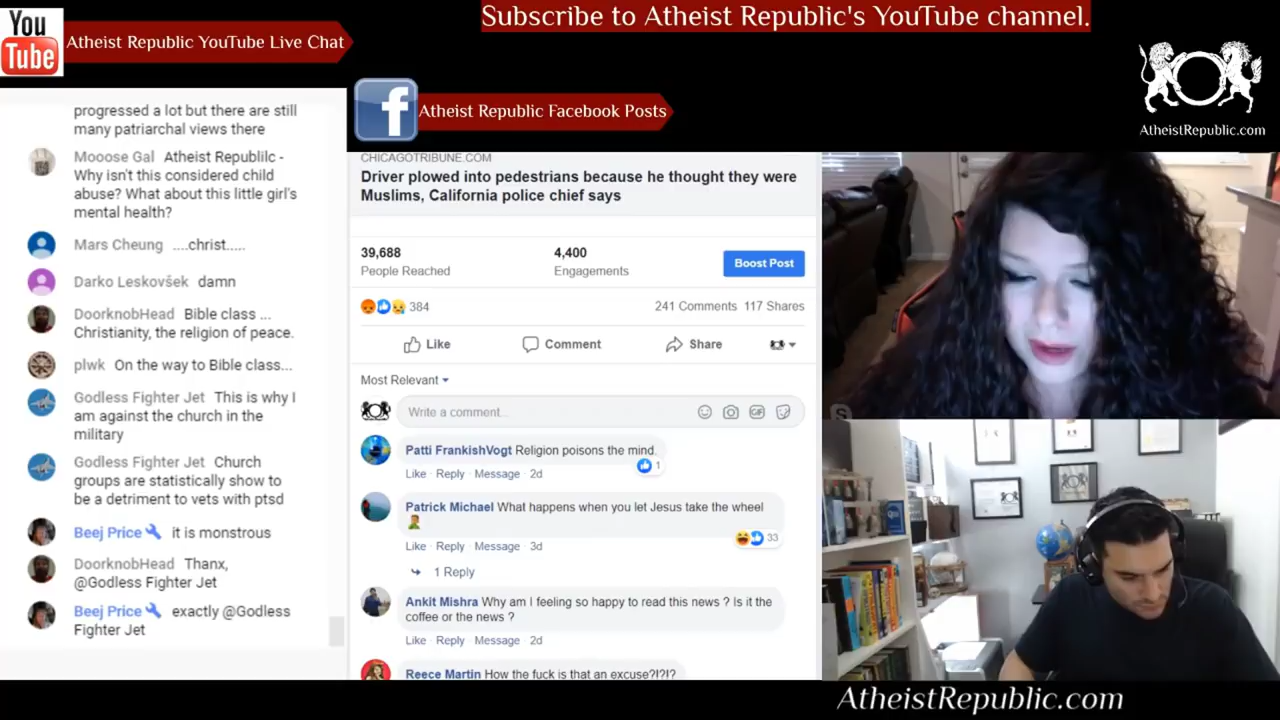 Subscribe to Atheist Republic's YouTube channel.
You
Tube
Atheist Republic YouTube Live Chat
AtheistRepublic.com
f
Atheist Republic Facebook Posts
progressed a lot but there are still
many patriarchal views there
Mooose Gal Atheist Republilc -
Why isn't this considered child
abuse? What about this little girl's
mental health?
Mars Cheung ....christ.....
Darko Leskovšek damn
DoorknobHead Bible class ...
Christianity, the religion of peace.
plwk On the way to Bible class...
Godless Fighter Jet This is why I
am against the church in the
military
Godless Fighter Jet Church
groups are statistically show to
be a detriment to vets with ptsd
Beej Price it is monstrous
DoorknobHead Thanx,
@Godless Fighter Jet
Beej Price exactly @Godless
Fighter Jet
CHICAGOTRIBUNE.COM
Driver plowed into pedestrians because he thought they were
Muslims, California police chief says
39,688
People Reached
4,400
Engagements
Boost Post
384
241 Comments 117 Shares
Like
Comment
Share
Most Relevant
Write a comment...
GIF
Patti FrankishVogt Religion poisons the mind.
1
Like · Reply · Message · 2d
Patrick Michael What happens when you let Jesus take the wheel
33
Like · Reply · Message · 3d
1 Reply
Ankit Mishra Why am I feeling so happy to read this news ? Is it the
coffee or the news ?
Like · Reply · Message · 2d
Reece Martin How the fuck is that an excuse?!?!?
AtheistRepublic.com